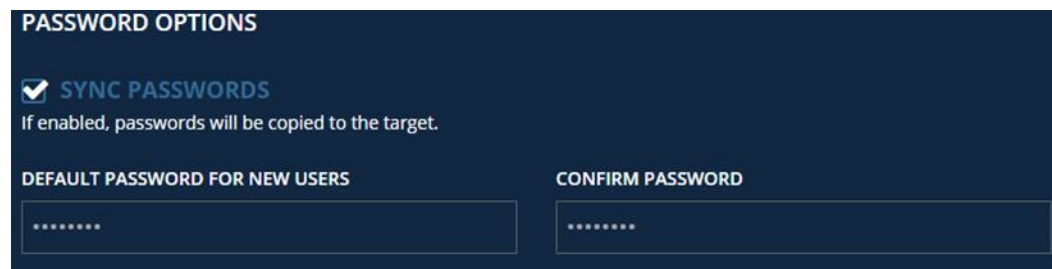 PASSWORD OPTIONS
SYNC PASSWORDS
If enabled, passwords will be copied to the target.
DEFAULT PASSWORD FOR NEW USERS CONFIRM PASSWORD
•••••••• ••••••••